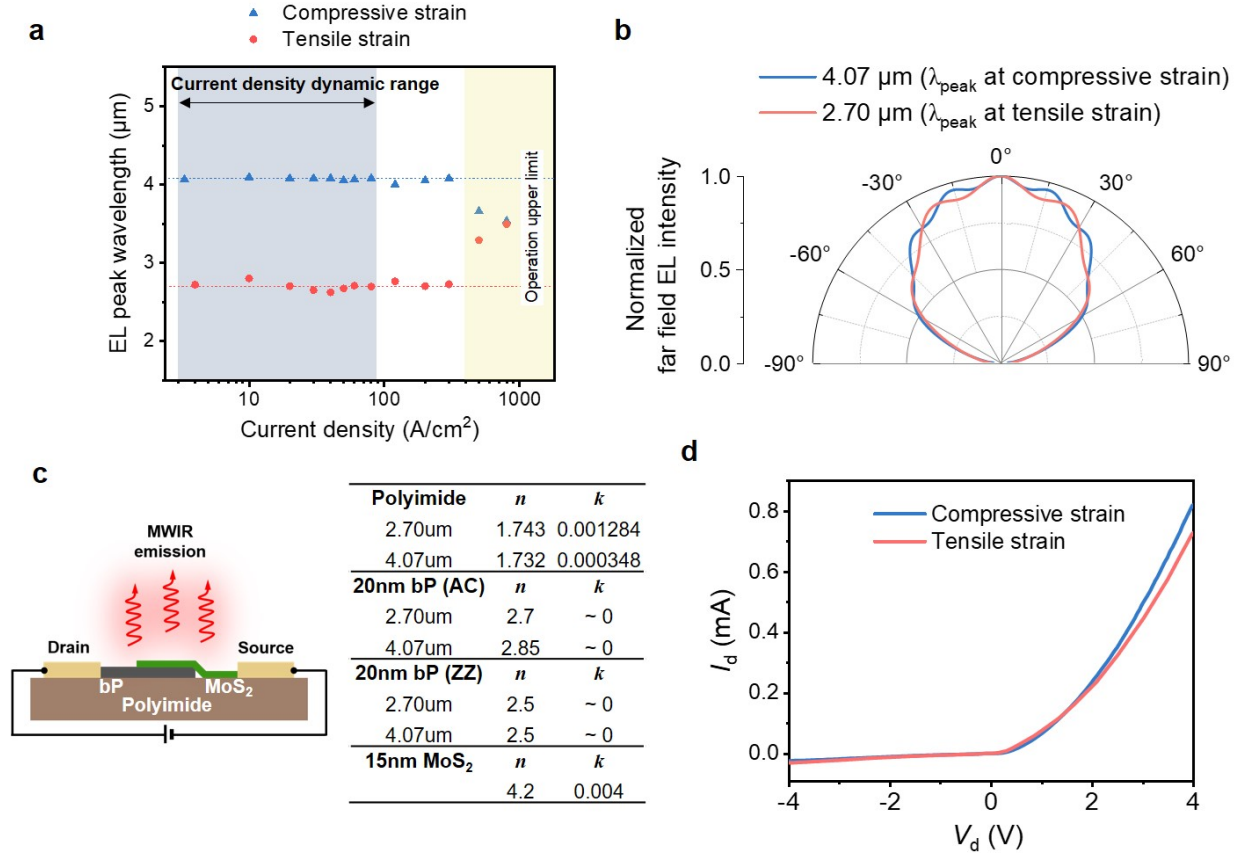 a
Compressive strain
Tensile strain
Current density dynamic range
Operation upper limit
EL peak wavelength (µm)
5
4
3
2
10
100
1000
Current density (A/cm²)
b
4.07 µm (λpeak at compressive strain)
2.70 µm (λpeak at tensile strain)
Normalized
far field EL intensity
1.0
0.5
0.0
-90°
-60°
-30°
0°
30°
60°
90°
c
MWIR
emission
Drain
Source
bP
MoS₂
Polyimide
Polyimide n k
2.70um 1.743 0.001284
4.07um 1.732 0.000348
20nm bP (AC) n k
2.70um 2.7 ~ 0
4.07um 2.85 ~ 0
20nm bP (ZZ) n k
2.70um 2.5 ~ 0
4.07um 2.5 ~ 0
15nm MoS₂ n k
4.2 0.004
d
Compressive strain
Tensile strain
Id (mA)
0.8
0.6
0.4
0.2
0.0
-4
-2
0
2
4
Vd (V)